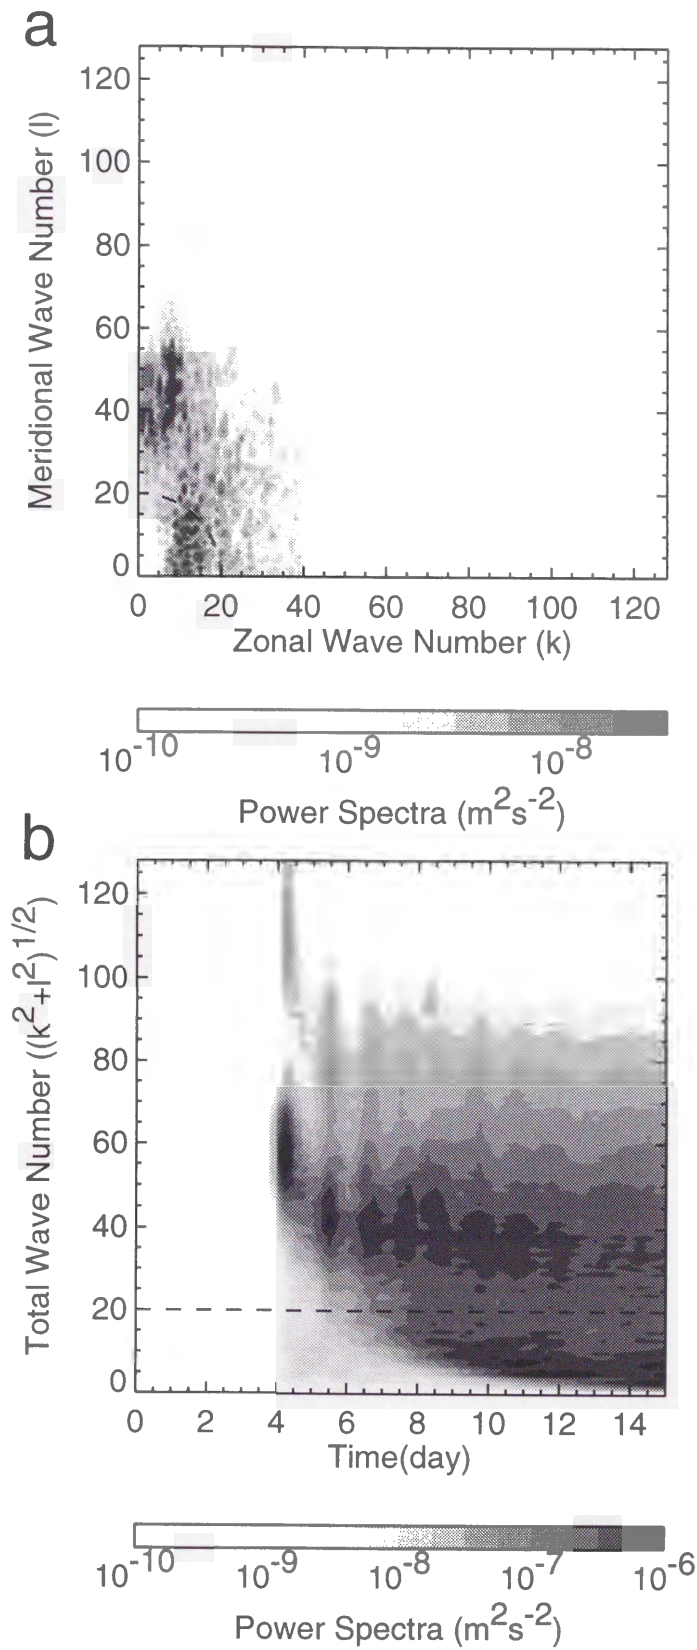 a
120
100
80
60
40
20
0
Meridional Wave Number (l)
0 20 40 60 80 100 120
Zonal Wave Number (k)
10-10 10-9 10-8
Power Spectra (m2s-2)
b
120
100
80
60
40
20
0
Total Wave Number ((k2+l2)1/2)
0 2 4 6 8 10 12 14
Time(day)
10-10 10-9 10-8 10-7 10-6
Power Spectra (m2s-2)